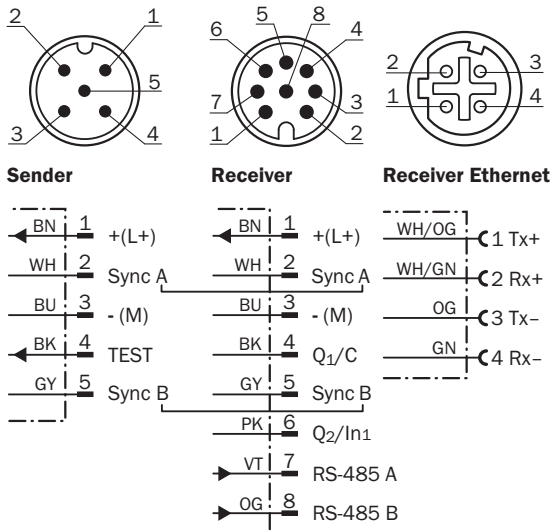 2 1 5 3 4
5 8 6 4 7 3 1 2
2 3 1 4
Sender Receiver Receiver Ethernet
BN 1 +(L+)
WH 2 Sync A
BU 3 - (M)
BK 4 TEST
GY 5 Sync B
BN 1 +(L+)
WH 2 Sync A
BU 3 - (M)
BK 4 Q1/C
GY 5 Sync B
PK 6 Q2/In1
VT 7 RS-485 A
OG 8 RS-485 B
WH/OG 1 Tx+
WH/GN 2 Rx+
OG 3 Tx–
GN 4 Rx–